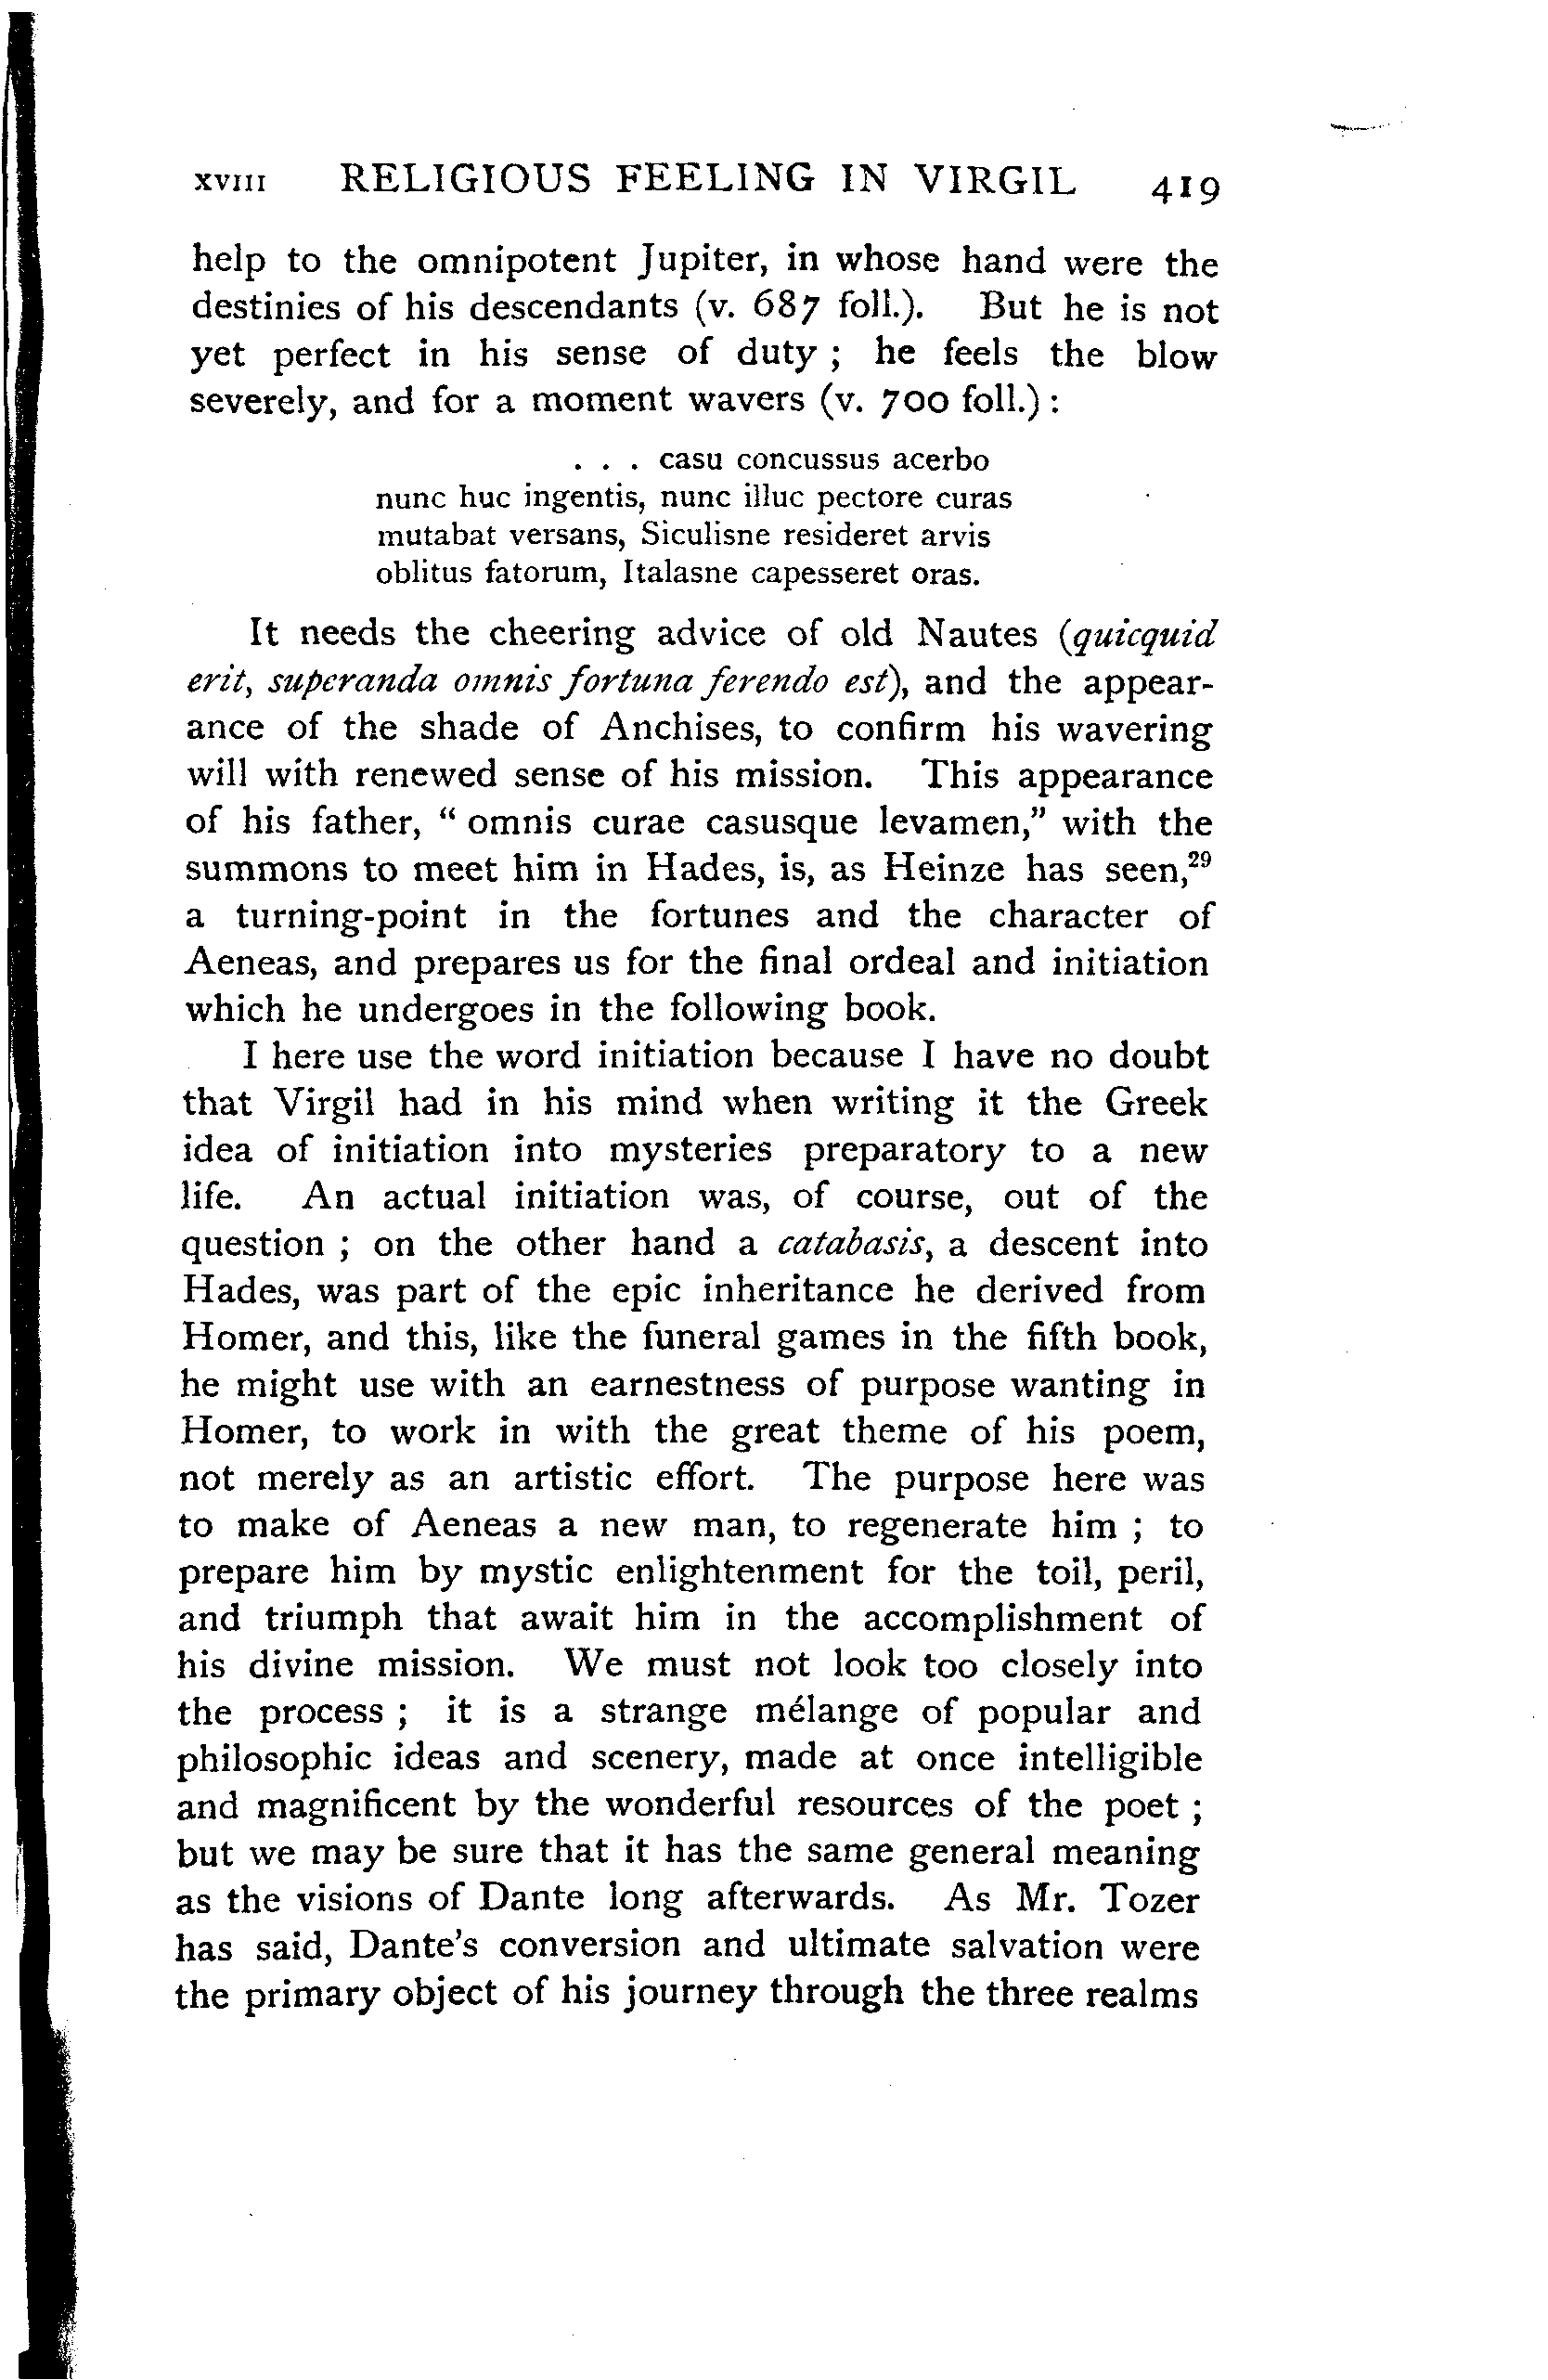 xviii RELIGIOUS FEELING IN VIRGIL 419
help to the omnipotent Jupiter, in whose hand were the
destinies of his descendants (v. 687 foll.). But he is not
yet perfect in his sense of duty ; he feels the blow
severely, and for a moment wavers (v. 700 foll.) :
. . . casu concussus acerbo
nunc huc ingentis, nunc illuc pectore curas
mutabat versans, Siculisne resideret arvis
oblitus fatorum, Italasne capesseret oras.
It needs the cheering advice of old Nautes (quicquid
erit, superanda omnis fortuna ferendo est), and the appear-
ance of the shade of Anchises, to confirm his wavering
will with renewed sense of his mission. This appearance
of his father, “ omnis curae casusque levamen,” with the
summons to meet him in Hades, is, as Heinze has seen,²⁹
a turning-point in the fortunes and the character of
Aeneas, and prepares us for the final ordeal and initiation
which he undergoes in the following book.
I here use the word initiation because I have no doubt
that Virgil had in his mind when writing it the Greek
idea of initiation into mysteries preparatory to a new
life. An actual initiation was, of course, out of the
question ; on the other hand a catabasis, a descent into
Hades, was part of the epic inheritance he derived from
Homer, and this, like the funeral games in the fifth book,
he might use with an earnestness of purpose wanting in
Homer, to work in with the great theme of his poem,
not merely as an artistic effort. The purpose here was
to make of Aeneas a new man, to regenerate him ; to
prepare him by mystic enlightenment for the toil, peril,
and triumph that await him in the accomplishment of
his divine mission. We must not look too closely into
the process ; it is a strange mélange of popular and
philosophic ideas and scenery, made at once intelligible
and magnificent by the wonderful resources of the poet ;
but we may be sure that it has the same general meaning
as the visions of Dante long afterwards. As Mr. Tozer
has said, Dante's conversion and ultimate salvation were
the primary object of his journey through the three realms